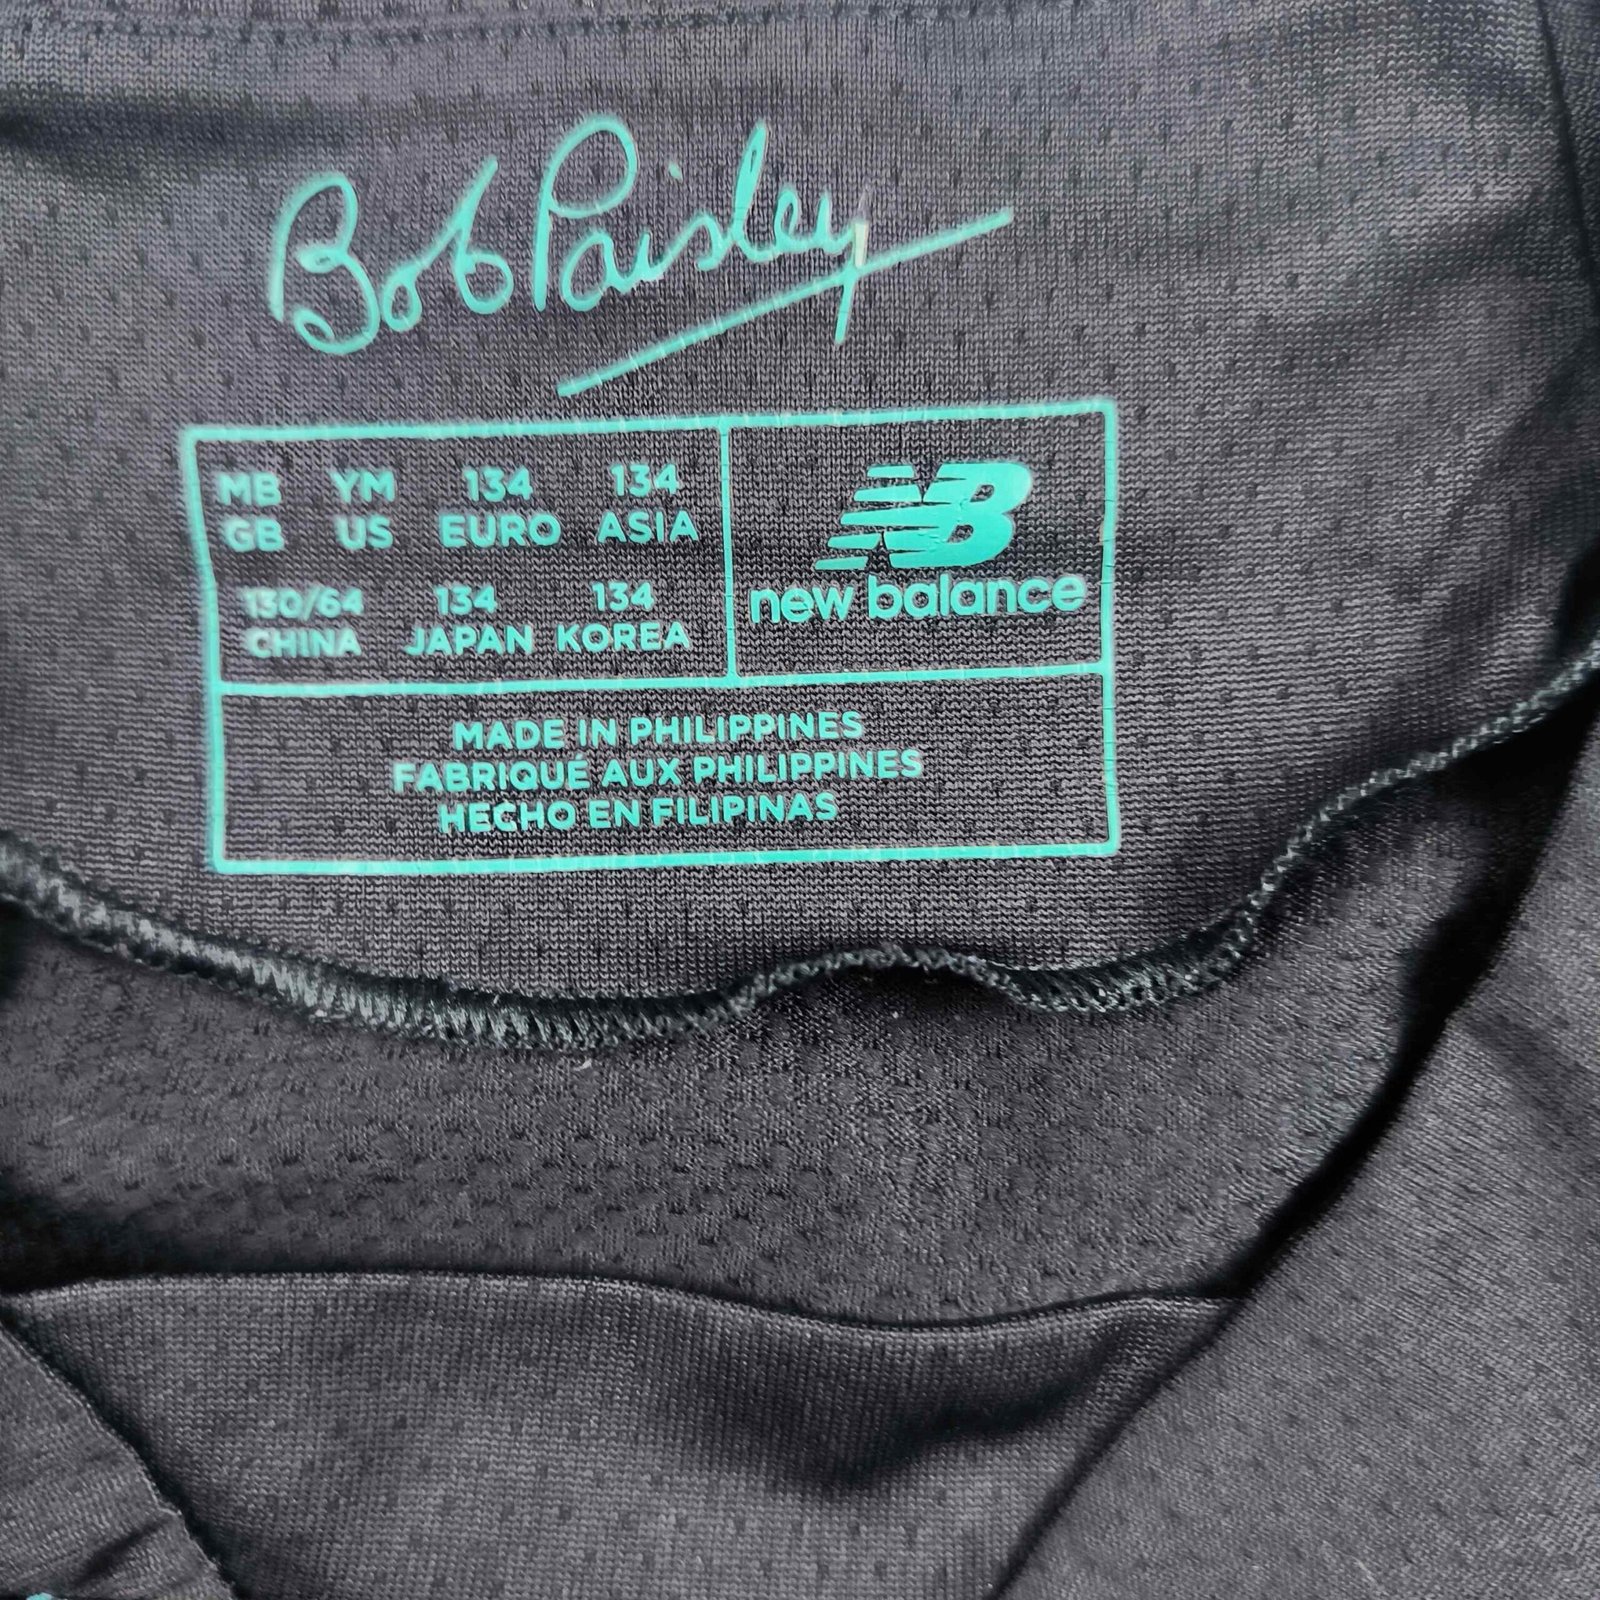 Bob Paisley
MB YM 134 134
GB US EURO ASIA
130/64 134 134
CHINA JAPAN KOREA
NB
new balance
MADE IN PHILIPPINES
FABRIQUÉ AUX PHILIPPINES
HECHO EN FILIPINAS